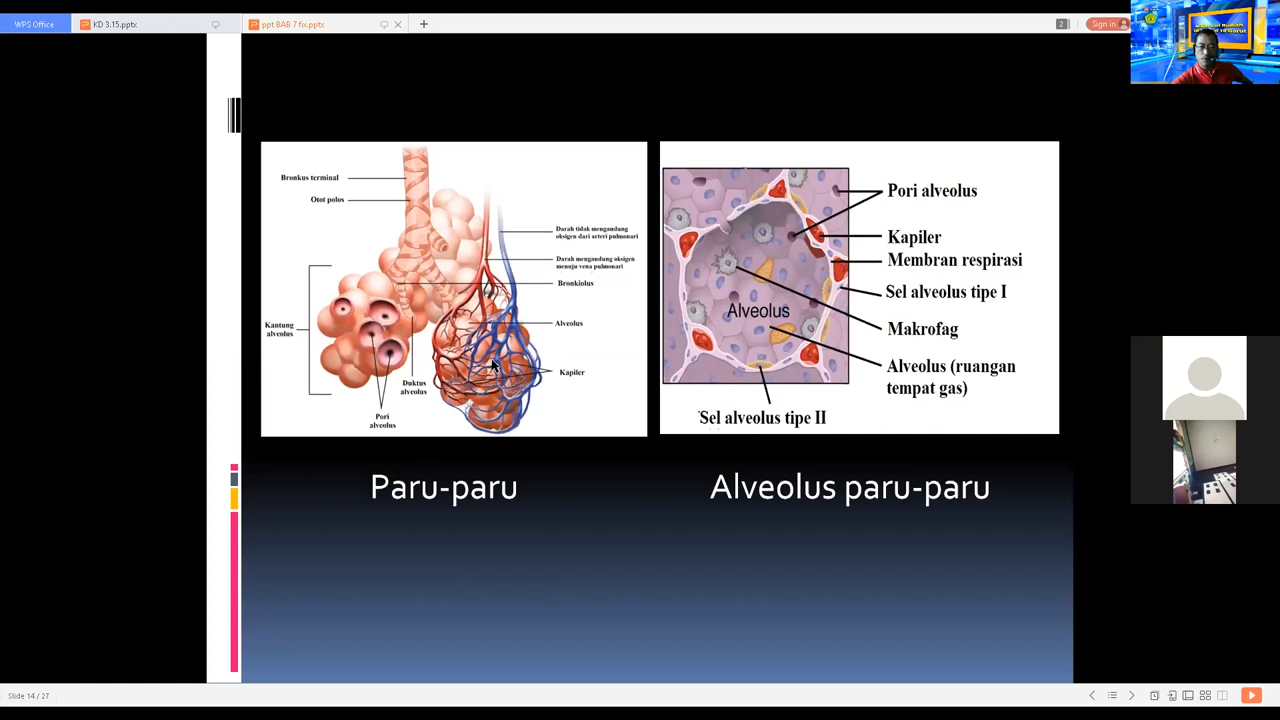 WPS Office
KD 3.15.pptx
ppt BAB 7 fix.pptx
2
Sign in
Bronkus terminal
Otot polos
Kantung
alveolus
Pori
alveolus
Duktus
alveolus
Darah tidak mengandung
oksigen dari arteri pulmonari
Darah mengandung oksigen
menuju vena pulmonari
Bronkiolus
Alveolus
Kapiler
Pori alveolus
Kapiler
Membran respirasi
Sel alveolus tipe I
Makrofag
Alveolus (ruangan
tempat gas)
Alveolus
Sel alveolus tipe II
Paru-paru
Alveolus paru-paru
Slide 14 / 27